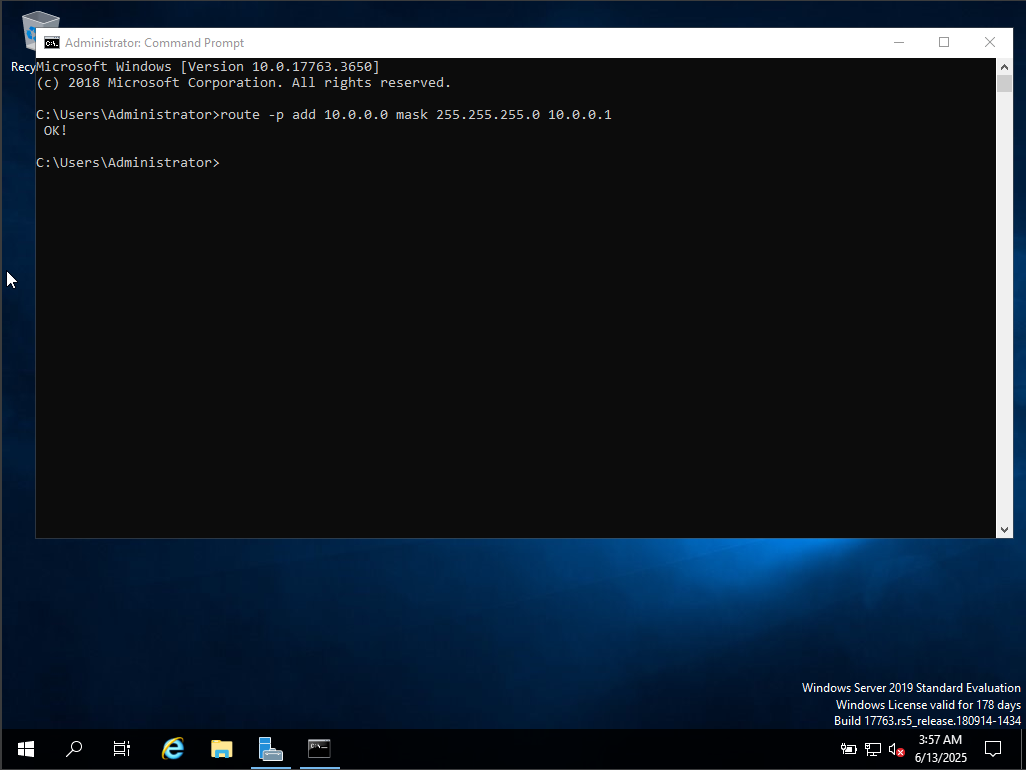 Administrator: Command Prompt
Recy
Microsoft Windows [Version 10.0.17763.3650]
(c) 2018 Microsoft Corporation. All rights reserved.
C:\Users\Administrator>route -p add 10.0.0.0 mask 255.255.255.0 10.0.0.1
OK!
C:\Users\Administrator>
Windows Server 2019 Standard Evaluation
Windows License valid for 178 days
Build 17763.rs5_release.180914-1434
3:57 AM
6/13/2025